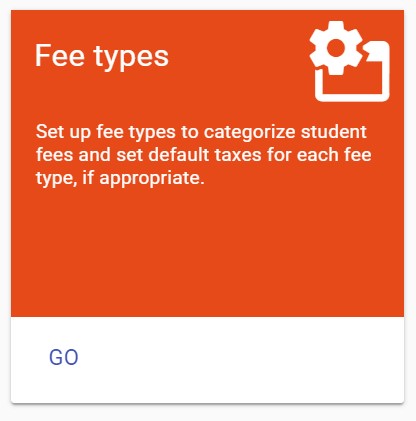 Fee types
Set up fee types to categorize student
fees and set default taxes for each fee
type, if appropriate.
GO